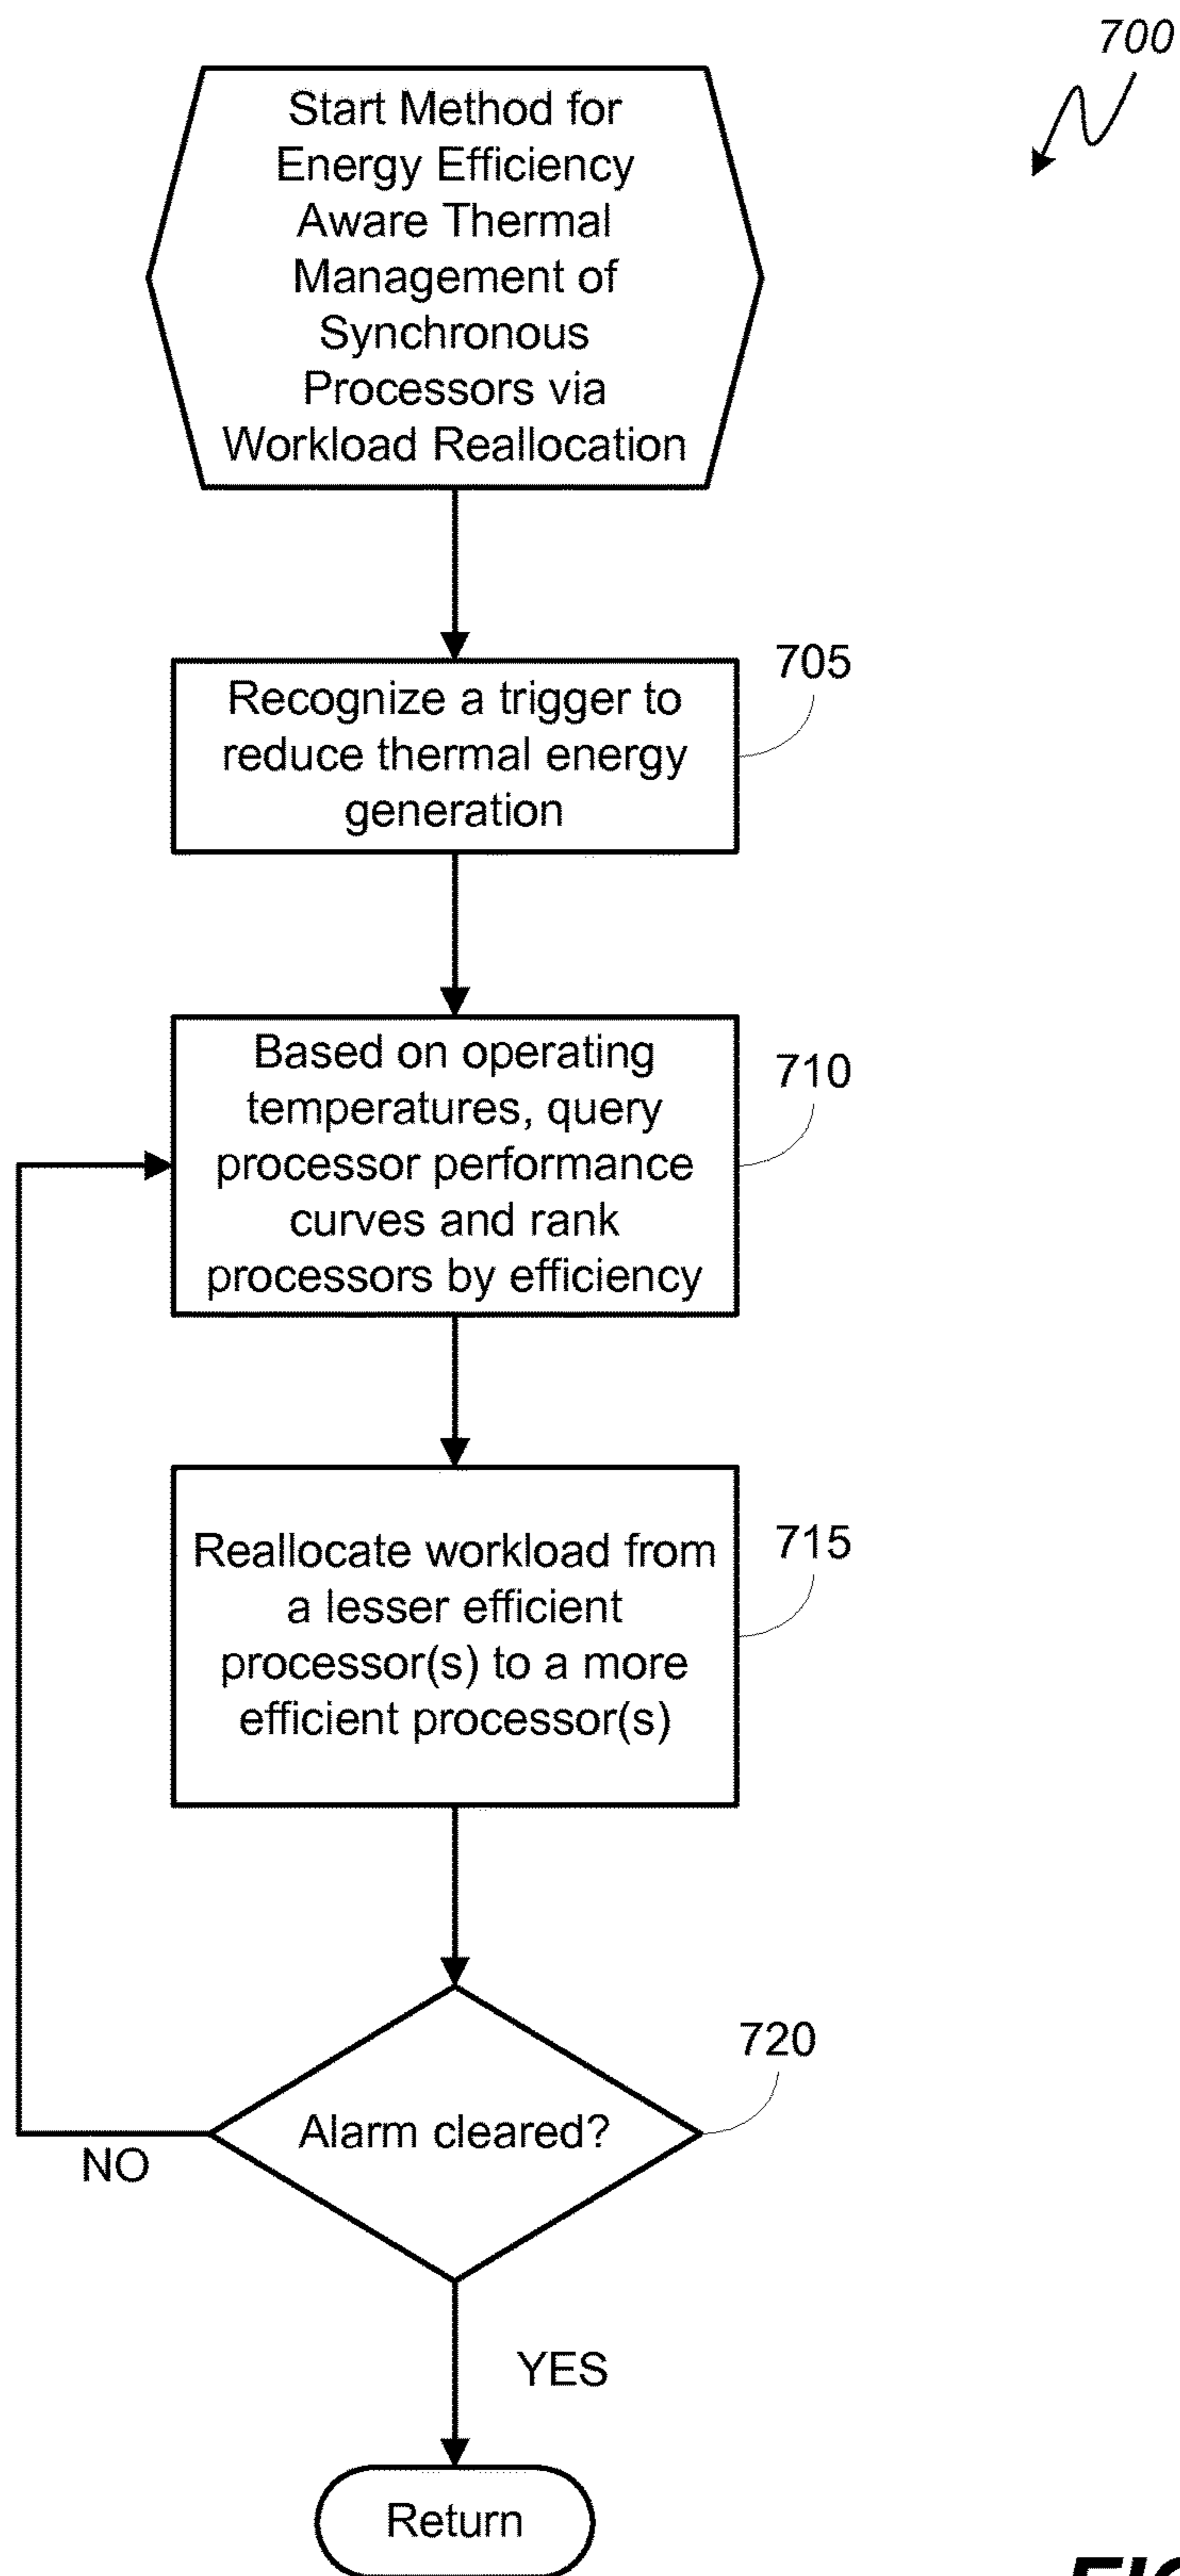 700
Start Method for
Energy Efficiency
Aware Thermal
Management of
Synchronous
Processors via
Workload Reallocation
705
Recognize a trigger to
reduce thermal energy
generation
710
Based on operating
temperatures, query
processor performance
curves and rank
processors by efficiency
715
Reallocate workload from
a lesser efficient
processor(s) to a more
efficient processor(s)
720
Alarm cleared?
NO
YES
Return